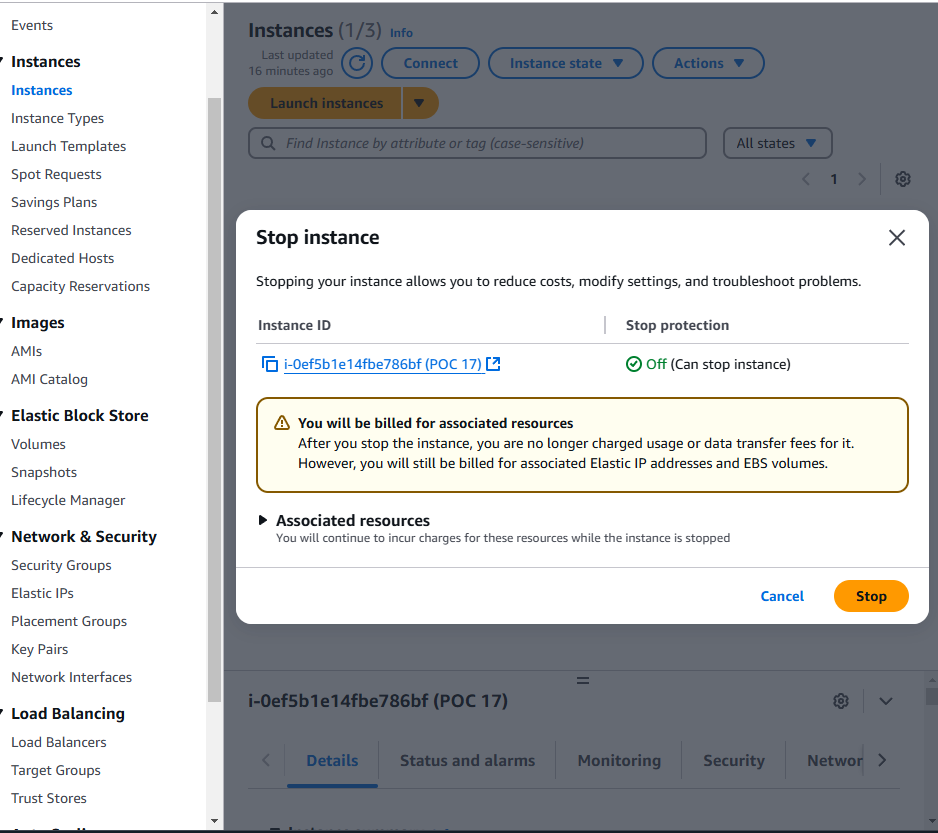 Events
Instances
Instances
Instance Types
Launch Templates
Spot Requests
Savings Plans
Reserved Instances
Dedicated Hosts
Capacity Reservations
Images
AMIs
AMI Catalog
Elastic Block Store
Volumes
Snapshots
Lifecycle Manager
Network & Security
Security Groups
Elastic IPs
Placement Groups
Key Pairs
Network Interfaces
Load Balancing
Load Balancers
Target Groups
Trust Stores
Instances (1/3) Info
Last updated
16 minutes ago
Connect
Instance state
Actions
Launch instances
Find Instance by attribute or tag (case-sensitive)
All states
1
Stop instance
Stopping your instance allows you to reduce costs, modify settings, and troubleshoot problems.
Instance ID
Stop protection
i-0ef5b1e14fbe786bf (POC 17)
Off (Can stop instance)
You will be billed for associated resources
After you stop the instance, you are no longer charged usage or data transfer fees for it.
However, you will still be billed for associated Elastic IP addresses and EBS volumes.
Associated resources
You will continue to incur charges for these resources while the instance is stopped
Cancel
Stop
i-0ef5b1e14fbe786bf (POC 17)
Details
Status and alarms
Monitoring
Security
Networ